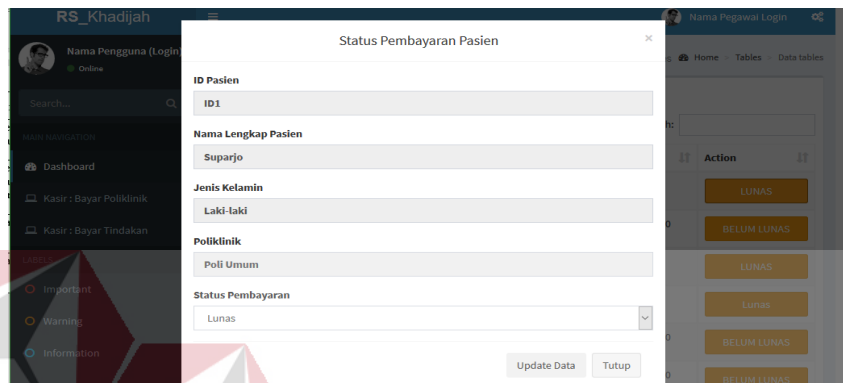 RS_Khadijah
Nama Pegawai Login
Nama Pengguna (Login)
Online
Search...
MAIN NAVIGATION
Dashboard
Kasir : Bayar Poliklinik
Kasir : Bayar Tindakan
LABELS
Important
Warning
Information
Status Pembayaran Pasien
×
ID Pasien
ID1
Nama Lengkap Pasien
Suparjo
Jenis Kelamin
Laki-laki
Poliklinik
Poli Umum
Status Pembayaran
Lunas
Update Data Tutup
Home Tables Data tables
Action
LUNAS
BELUM LUNAS
LUNAS
Lunas
BELUM LUNAS
BELUM LUNAS